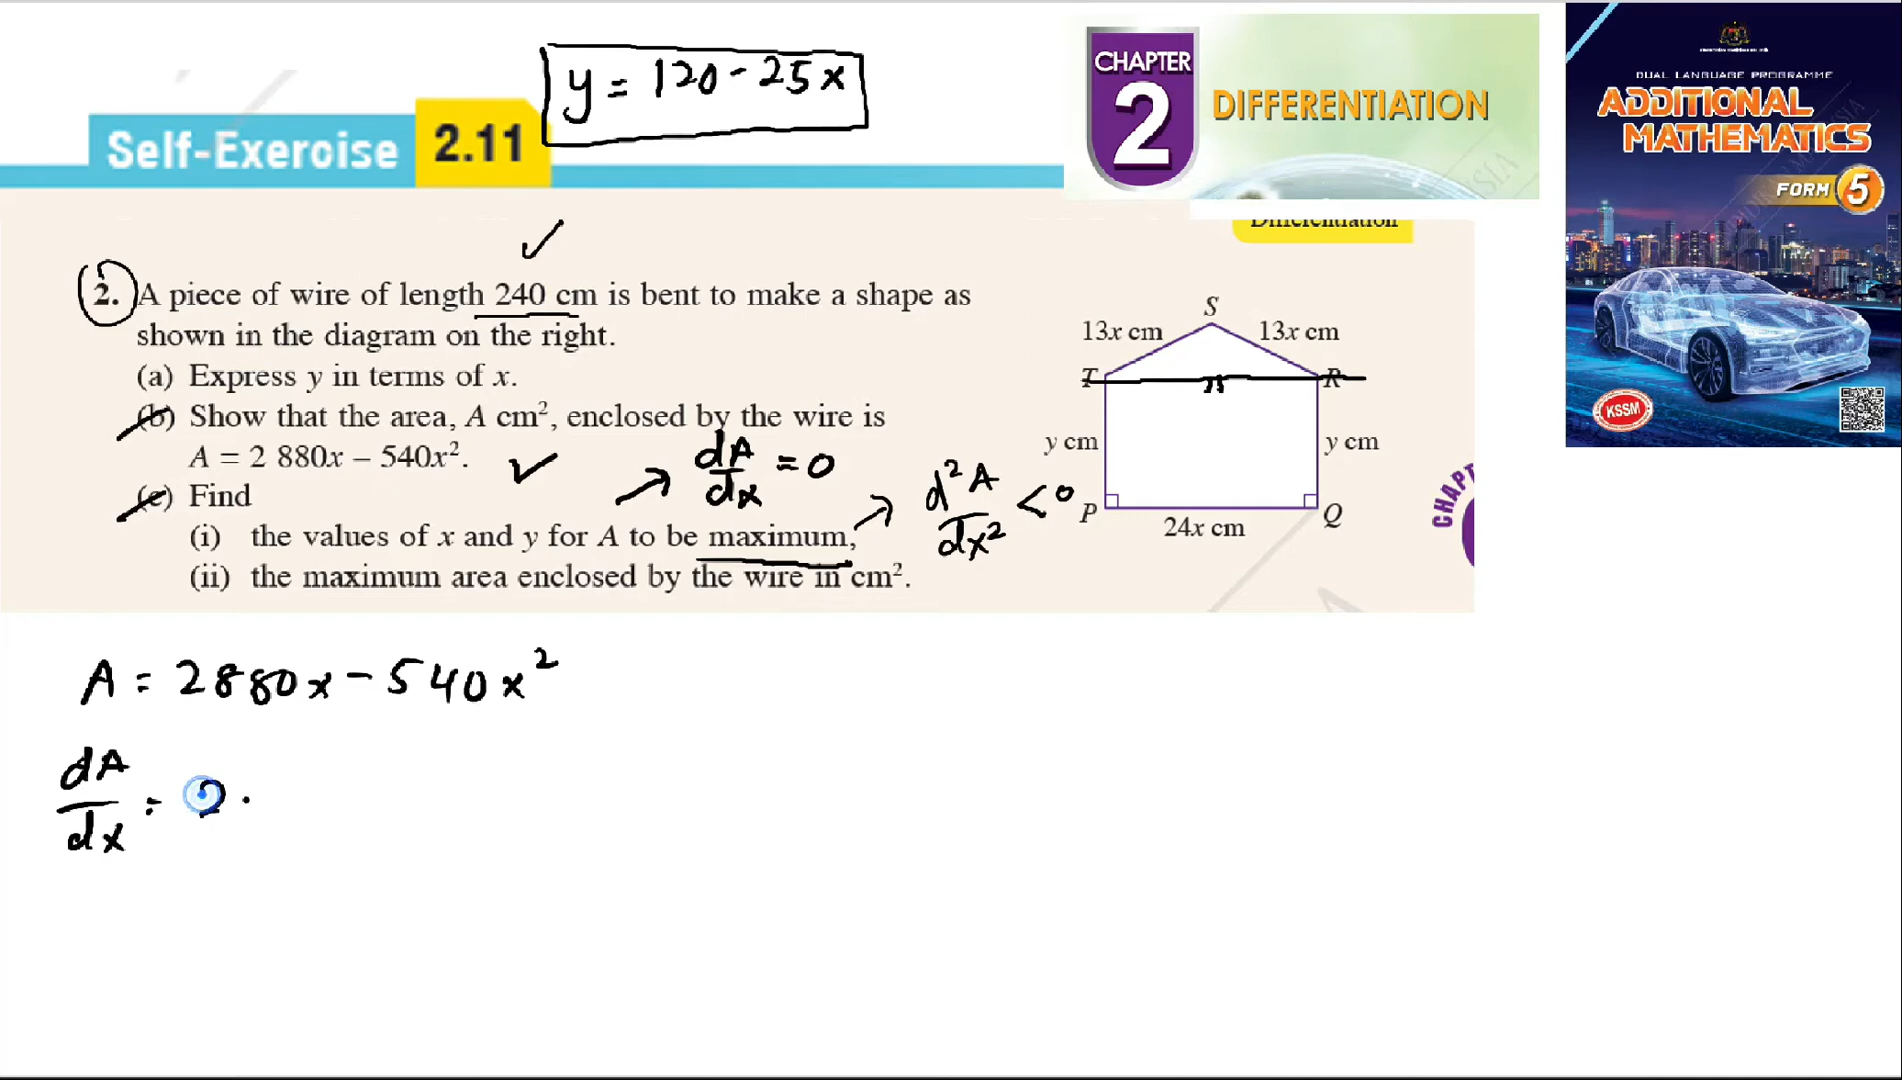 y = 120 - 25x
Self-Exercise 2.11
CHAPTER 2
DIFFERENTIATION
DUAL LANGUAGE PROGRAMME
ADDITIONAL
MATHEMATICS
FORM 5
KSSM
Differentiation
2. A piece of wire of length 240 cm is bent to make a shape as
shown in the diagram on the right.
(a) Express y in terms of x.
(b) Show that the area, A cm², enclosed by the wire is
A = 2 880x – 540x².
(c) Find
(i) the values of x and y for A to be maximum,
(ii) the maximum area enclosed by the wire in cm².
→ dA/dx = 0
→ d²A/dx² < 0
S
13x cm 13x cm
T R
y cm y cm
P Q
24x cm
CHAP
A = 2880x - 540x²
dA/dx = 2